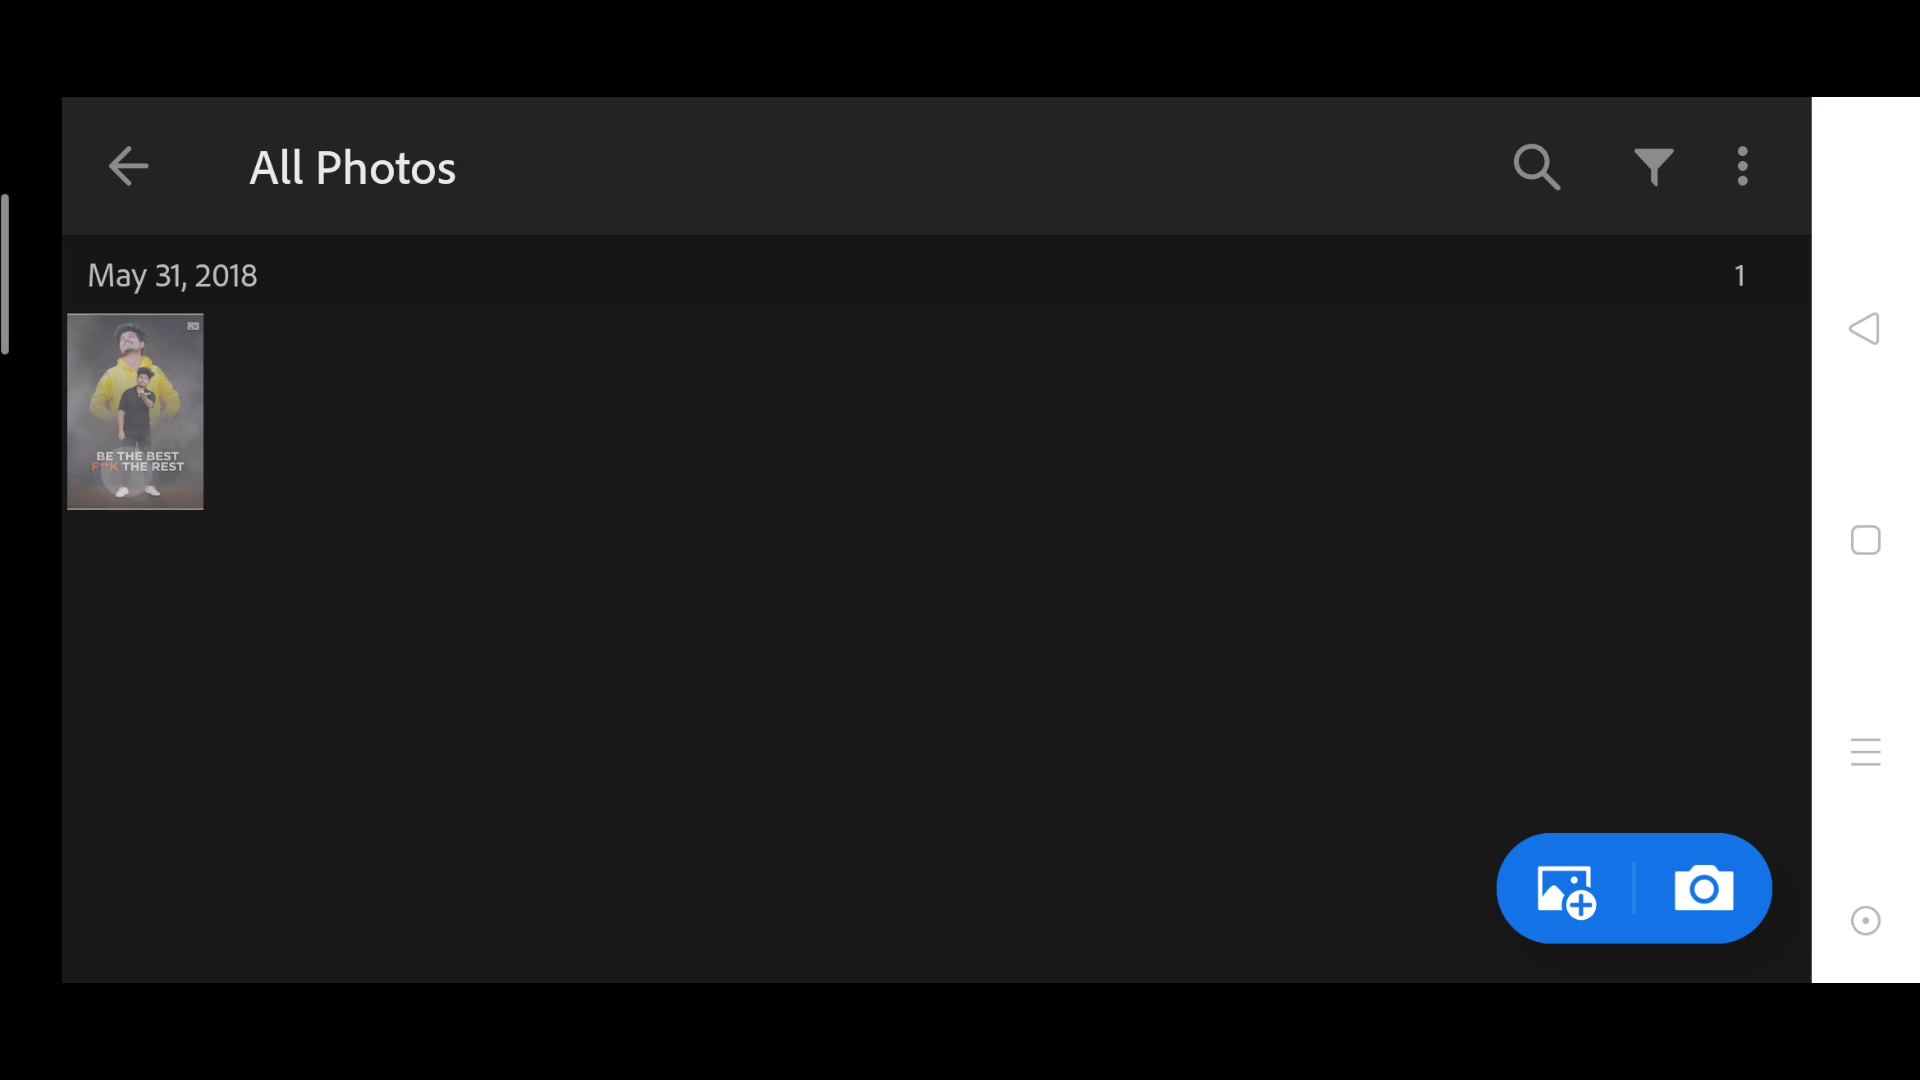 All Photos
May 31, 2018
1
BE THE BEST
F**K THE REST